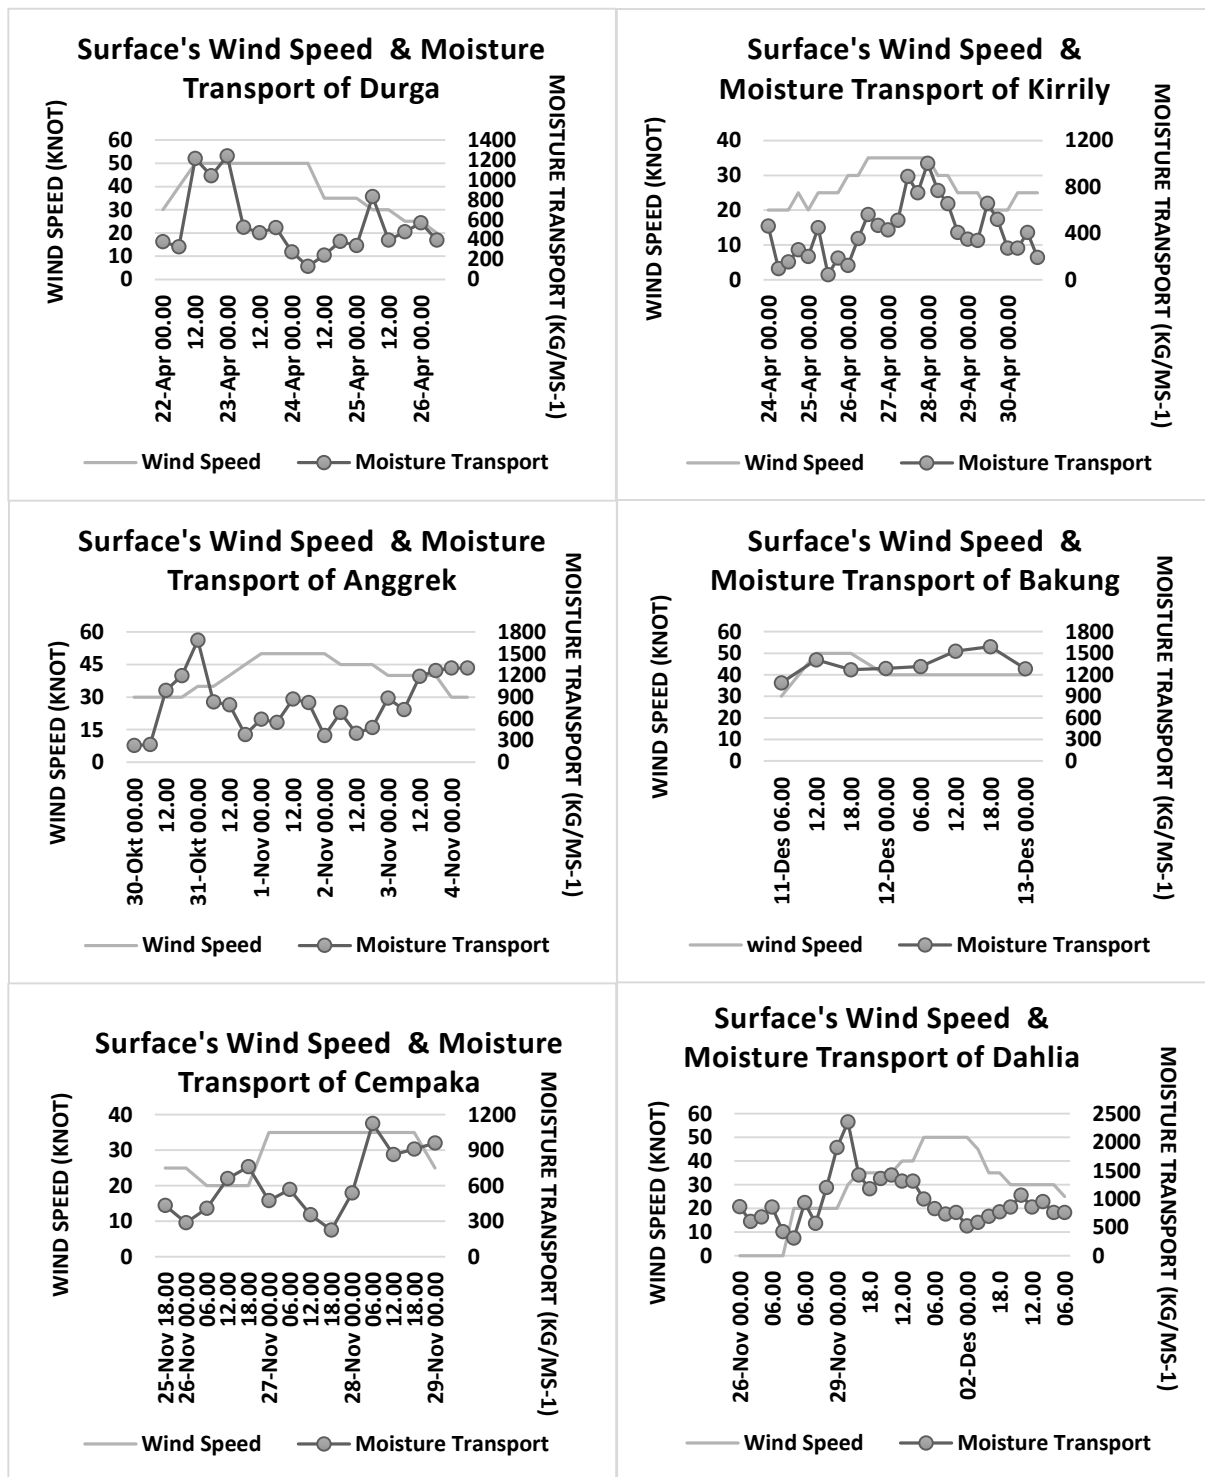 Surface's Wind Speed & Moisture
Transport of Durga
WIND SPEED (KNOT)
60
50
40
30
20
10
0
1400
1200
1000
800
600
400
200
0
MOISTURE TRANSPORT (KG/MS-1)
22-Apr 00.00
12.00
23-Apr 00.00
12.00
24-Apr 00.00
12.00
25-Apr 00.00
12.00
26-Apr 00.00
Wind Speed
Moisture Transport
Surface's Wind Speed &
Moisture Transport of Kirrily
WIND SPEED (KNOT)
40
30
20
10
0
1200
800
400
0
MOISTURE TRANSPORT (KG/MS-1)
24-Apr 00.00
25-Apr 00.00
26-Apr 00.00
27-Apr 00.00
28-Apr 00.00
29-Apr 00.00
30-Apr 00.00
Wind Speed
Moisture Transport
Surface's Wind Speed & Moisture
Transport of Anggrek
WIND SPEED (KNOT)
60
45
30
15
0
1800
1500
1200
900
600
300
0
MOISTURE TRANSPORT (KG/MS-1)
30-Okt 00.00
12.00
31-Okt 00.00
12.00
1-Nov 00.00
12.00
2-Nov 00.00
12.00
3-Nov 00.00
12.00
4-Nov 00.00
Wind Speed
Moisture Transport
Surface's Wind Speed &
Moisture Transport of Bakung
WIND SPEED (KNOT)
60
50
40
30
20
10
0
1800
1500
1200
900
600
300
0
MOISTURE TRANSPORT (KG/MS-1)
11-Des 06.00
12.00
18.00
12-Des 00.00
06.00
12.00
18.00
13-Des 00.00
wind Speed
Moisture Transport
Surface's Wind Speed & Moisture
Transport of Cempaka
WIND SPEED (KNOT)
40
30
20
10
0
1200
900
600
300
0
MOISTURE TRANSPORT (KG/MS-1)
25-Nov 18.00
26-Nov 00.00
06.00
12.00
18.00
27-Nov 00.00
06.00
12.00
18.00
28-Nov 00.00
06.00
12.00
18.00
29-Nov 00.00
Wind Speed
Moisture Transport
Surface's Wind Speed &
Moisture Transport of Dahlia
WIND SPEED (KNOT)
60
50
40
30
20
10
0
2500
2000
1500
1000
500
0
MOISTURE TRANSPORT (KG/MS-1)
26-Nov 00.00
06.00
12.00
29-Nov 00.00
18.0
12.00
06.00
02-Des 00.00
18.0
12.00
06.00
Wind Speed
Moisture Transport